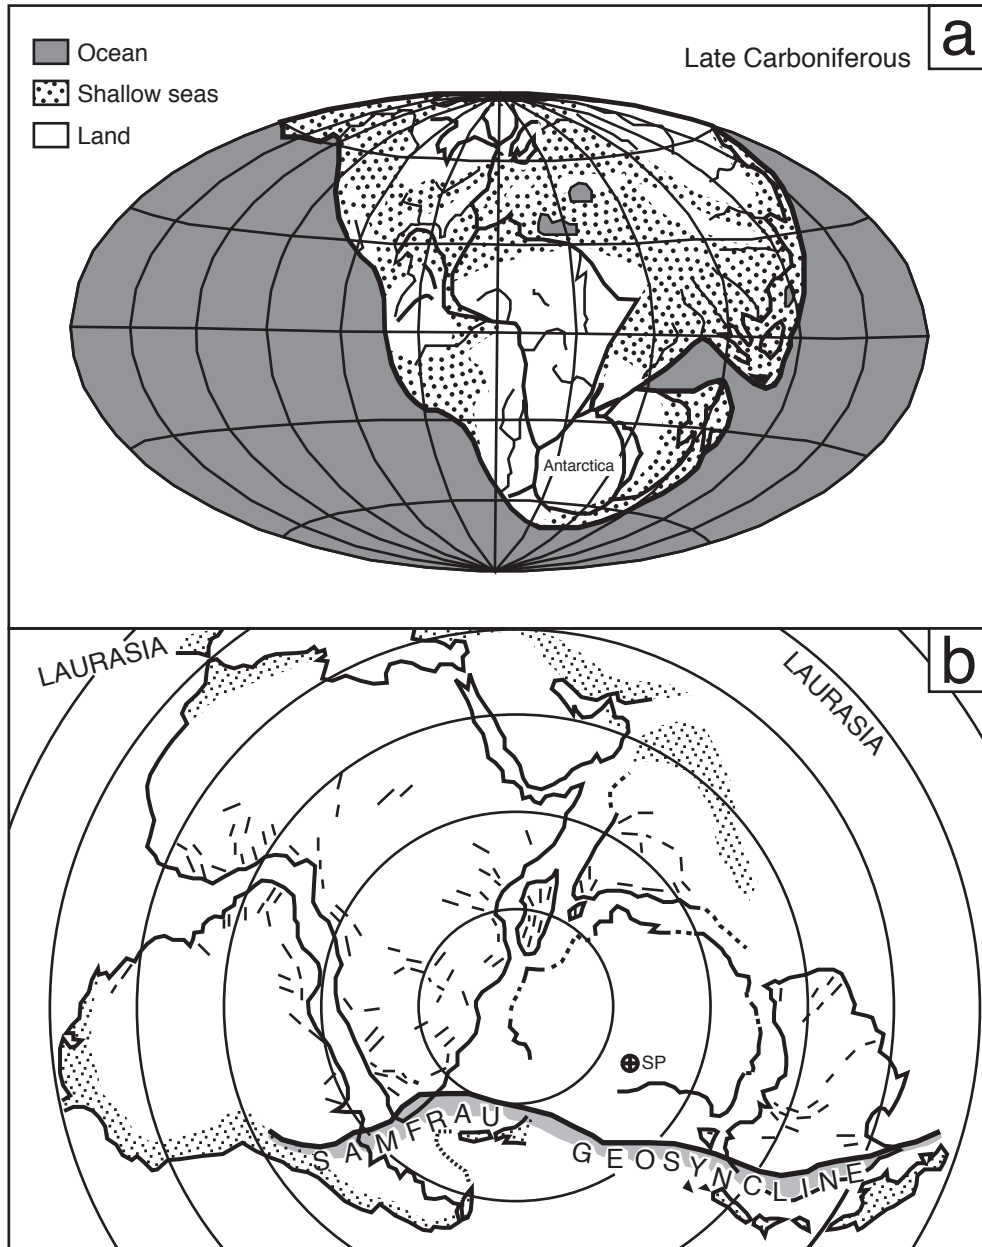 a
Late Carboniferous
Ocean
Shallow seas
Land
Antarctica
b
LAURASIA
LAURASIA
SP
SAMFRAU GEOSYNCLINE